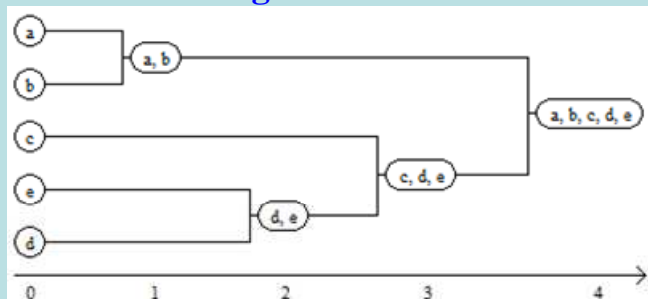 a
a, b
b
a, b, c, d, e
c
c, d, e
e
d, e
d
0 1 2 3 4